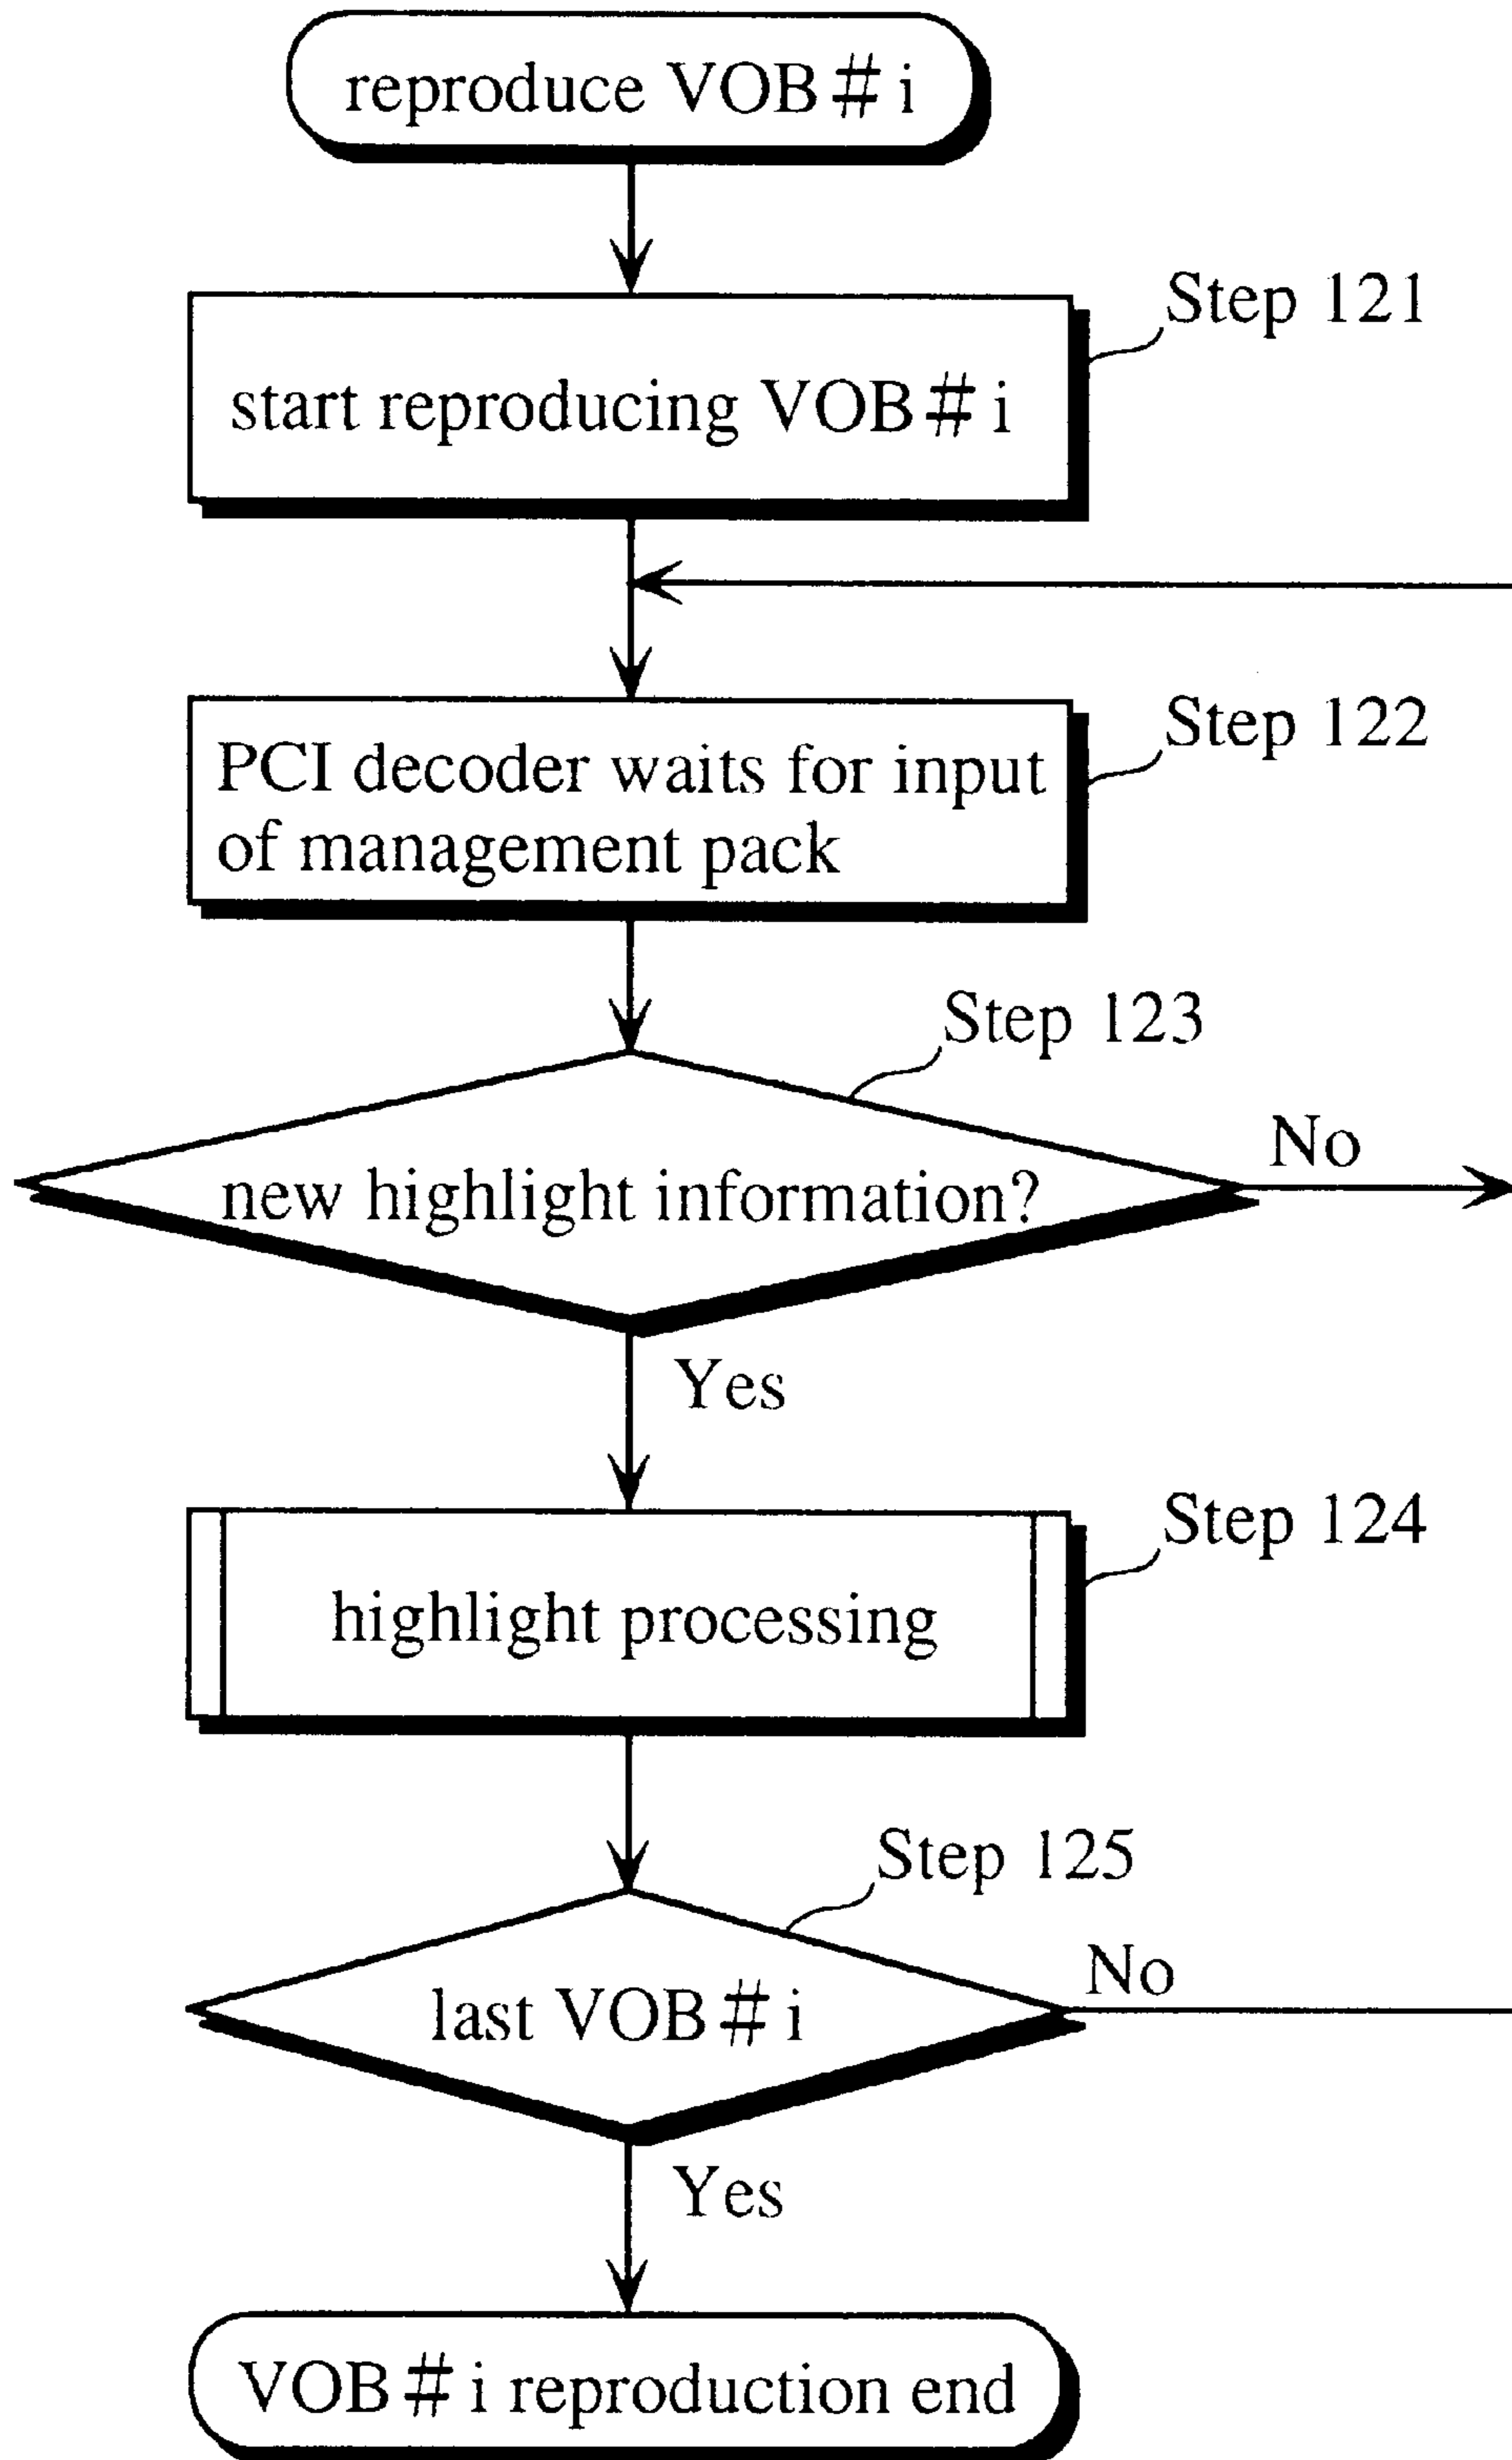 reproduce VOB # i
Step 121
start reproducing VOB # i
Step 122
PCI decoder waits for input
of management pack
Step 123
No
new highlight information?
Yes
Step 124
highlight processing
Step 125
No
last VOB # i
Yes
VOB # i reproduction end